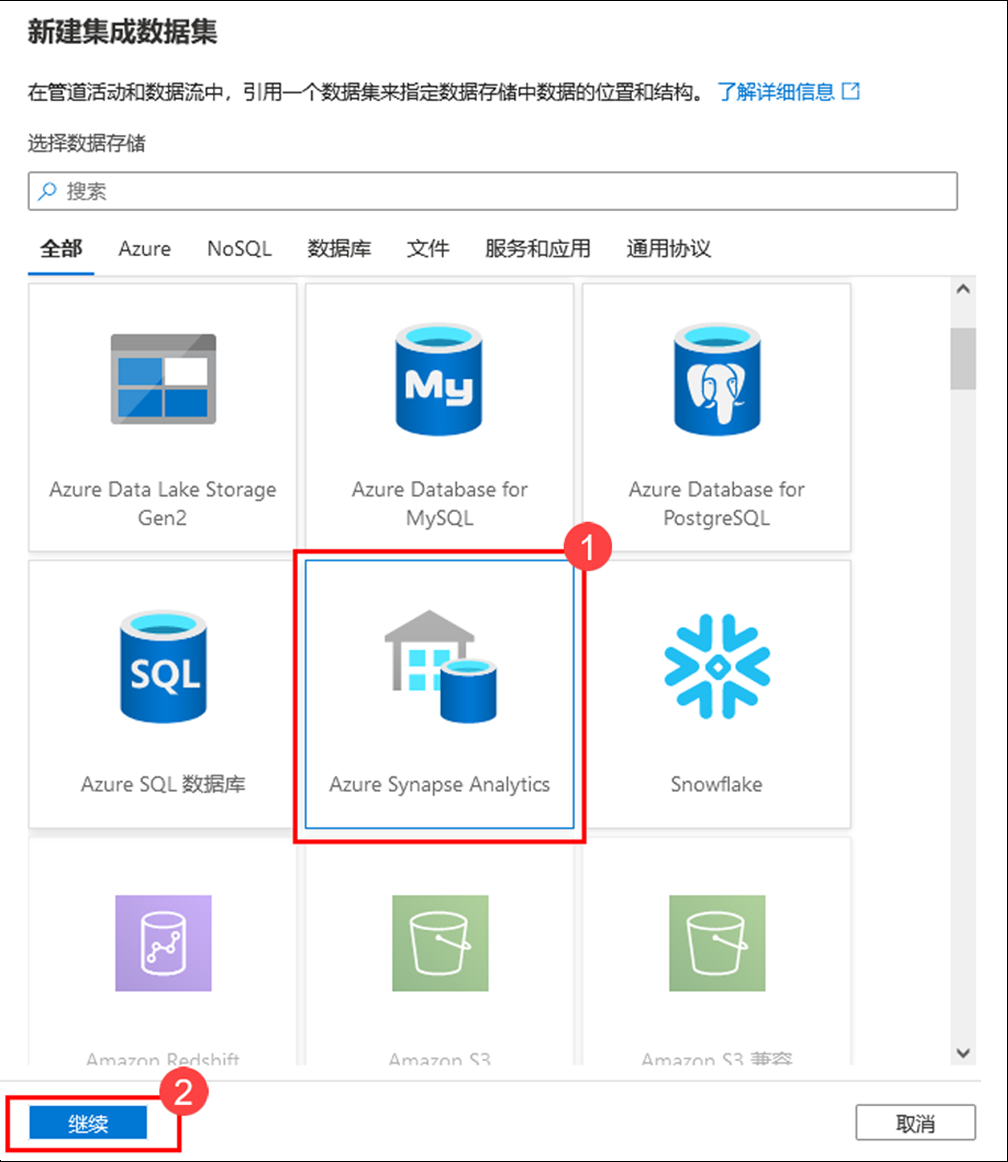 新建集成数据集
在管道活动和数据流中，引用一个数据集来指定数据存储中数据的位置和结构。 了解详细信息
选择数据存储
搜索
全部 Azure NoSQL 数据库 文件 服务和应用 通用协议
My
Azure Data Lake Storage
Gen2
Azure Database for
MySQL
Azure Database for
PostgreSQL
1
SQL
Azure SQL 数据库
Azure Synapse Analytics
Snowflake
Amazon Redshift
Amazon S3
Amazon S3 兼容
2
继续
取消